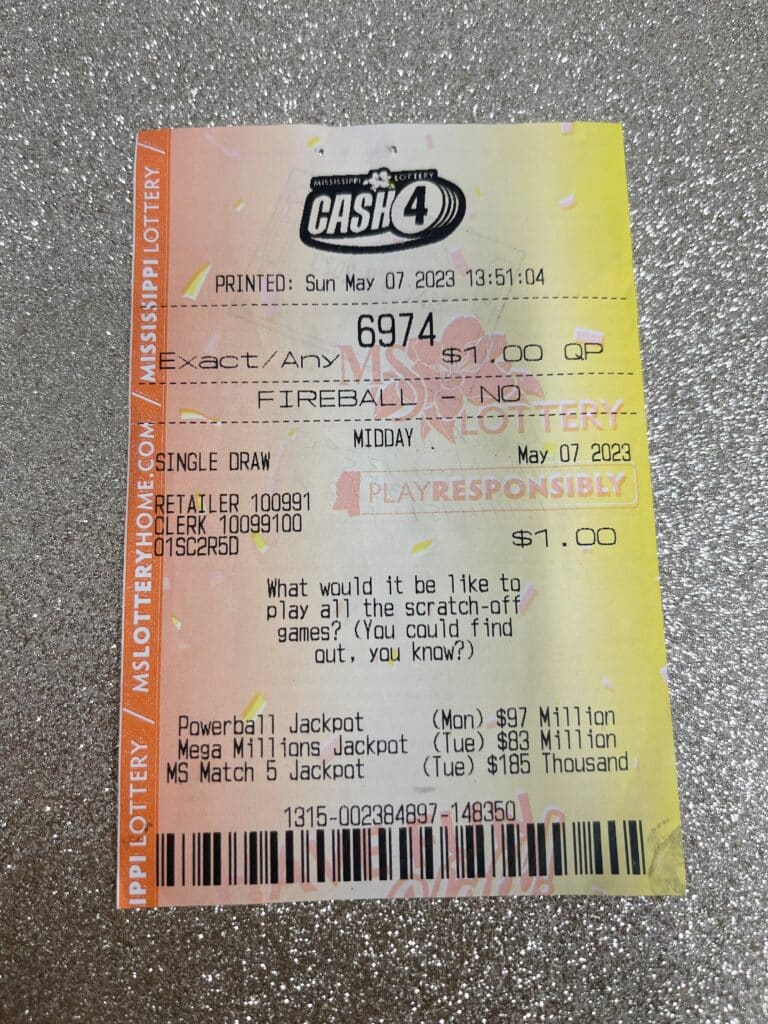 MISSISSIPPI LOTTERY
CASH 4
PRINTED: Sun May 07 2023 13:51:04
6974
Exact/Any $1.00 QP
FIREBALL - NO
MIDDAY
SINGLE DRAW May 07 2023
RETAILER 100991
CLERK 10099100
01SC2R5D $1.00
What would it be like to
play all the scratch-off
games? (You could find
out, you know?)
Powerball Jackpot (Mon) $97 Million
Mega Millions Jackpot (Tue) $83 Million
MS Match 5 Jackpot (Tue) $185 Thousand
1315-002384897-148350
IPPI LOTTERY / MSLOTTERYHOME.COM / MISSISSIPPI LOTTERY /
MS
LOTTERY
PLAYRESPONSIBLY